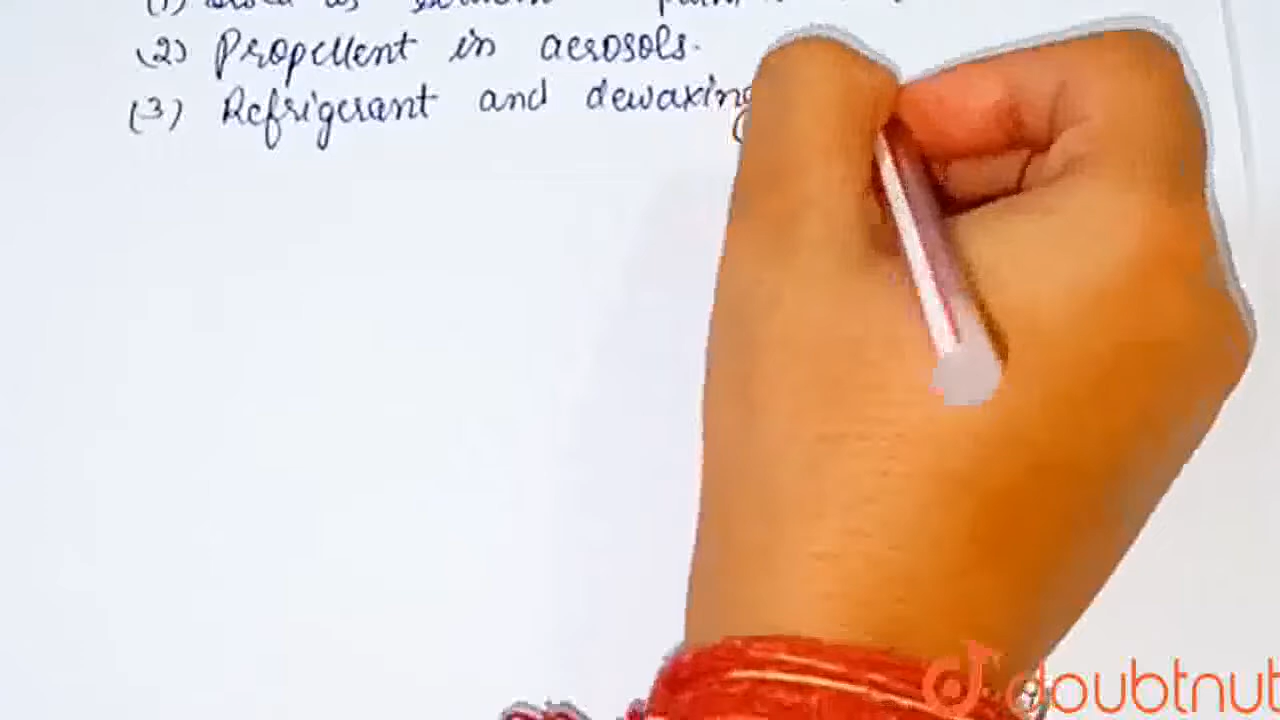 (2) Propellent in aerosols.
(3) Refrigerant and dewaxing
doubtnut